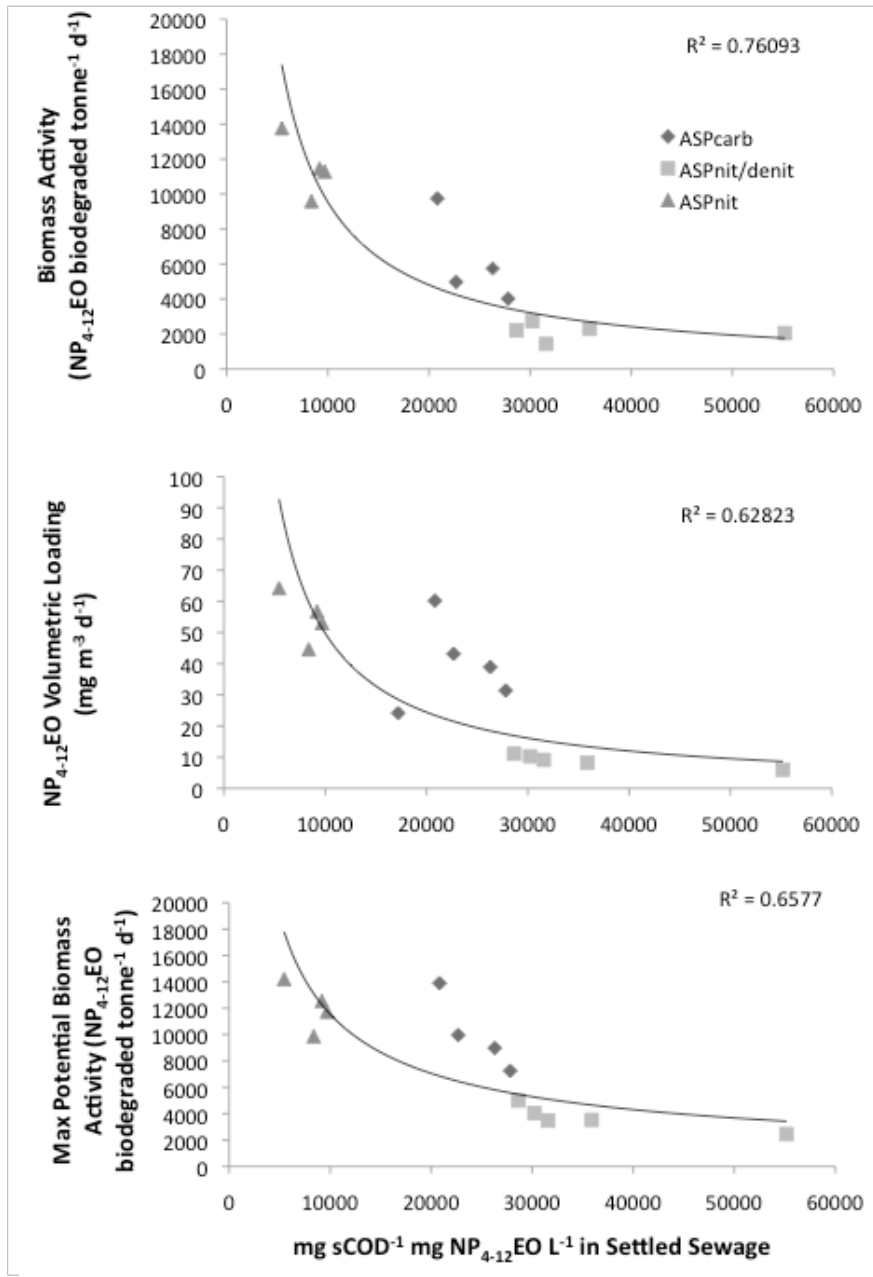 20000
18000
16000
14000
12000
10000
8000
6000
4000
2000
0
Biomass Activity
(NP4-12EO biodegraded tonne-1 d-1)
R² = 0.76093
ASPcarb
ASPnit/denit
ASPnit
0 10000 20000 30000 40000 50000 60000
100
90
80
70
60
50
40
30
20
10
0
NP4-12EO Volumetric Loading
(mg m-3 d-1)
R² = 0.62823
0 10000 20000 30000 40000 50000 60000
20000
18000
16000
14000
12000
10000
8000
6000
4000
2000
0
Max Potential Biomass
Activity (NP4-12EO
biodegraded tonne-1 d-1)
R² = 0.6577
0 10000 20000 30000 40000 50000 60000
mg sCOD-1 mg NP4-12EO L-1 in Settled Sewage